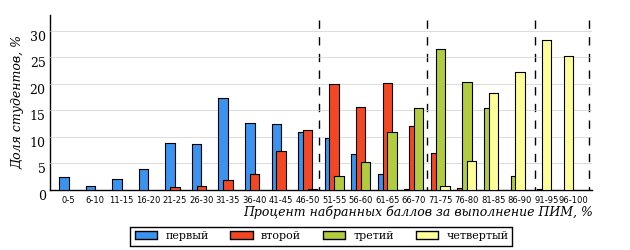 Доля студентов, %
30
25
20
15
10
5
0
0-5 6-10 11-15 16-20 21-25 26-30 31-35 36-40 41-45 46-50 51-55 56-60 61-65 66-70 71-75 76-80 81-85 86-90 91-95 96-100
Процент набранных баллов за выполнение ПИМ, %
первый второй третий четвертый